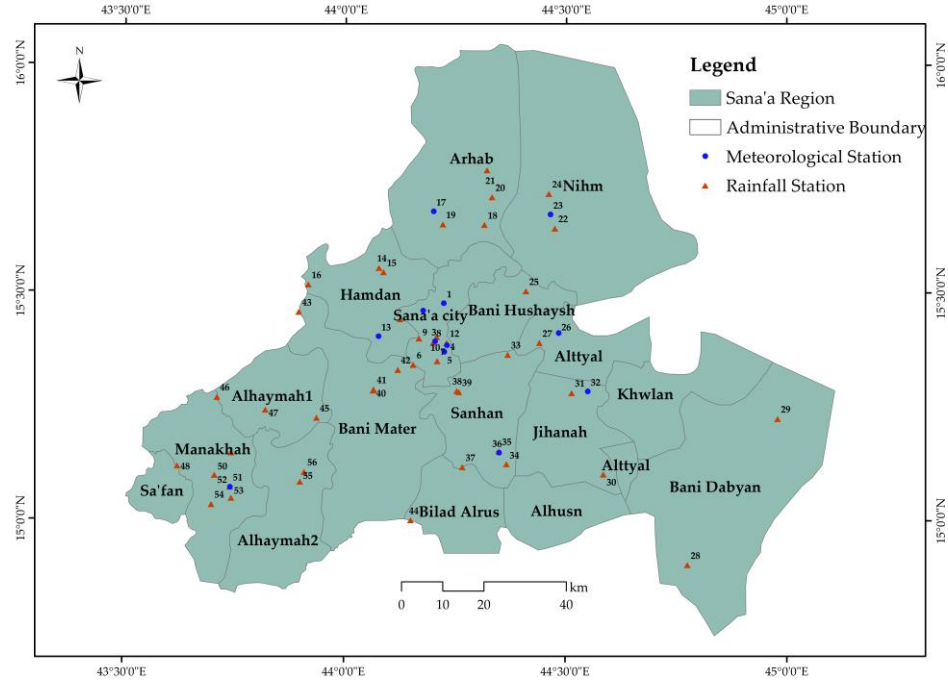 43°30'0"E 44°0'0"E 44°30'0"E 45°0'0"E
16°0'0"N 16°0'0"N
N
Legend
Sana'a Region
Administrative Boundary
Meteorological Station
Rainfall Station
Arhab
21
20
24
Nihm
23
22
17
19
18
14 15
16
25
15°30'0"N 15°30'0"N
Hamdan
1
Bani Hushaysh
43
Sana'a city
13
9
38
12
27
26
10
4
33
Alttyal
5
6
42
46
Alhaymah1
41
40
38 39
31 32
Khwlan
47
45
Sanhan
29
Bani Mater
Jihanah
Manakhah
36 35
34
37
56
55
48
50
52
51
53
54
Sa'fan
Alttyal
30
Bani Dabyan
44
Bilad Alrus
Alhusn
15°0'0"N 15°0'0"N
Alhaymah2
28
km
0 10 20 40
43°30'0"E 44°0'0"E 44°30'0"E 45°0'0"E